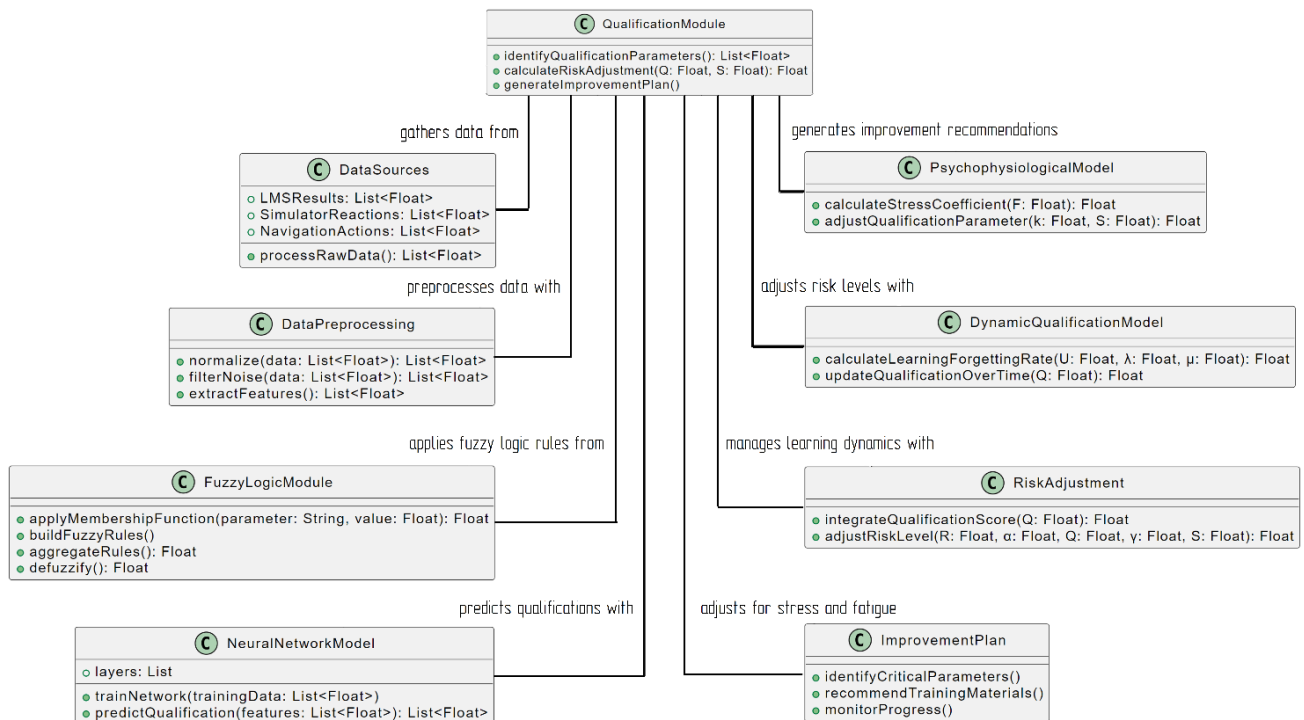 C QualificationModule
identifyQualificationParameters(): List<Float>
calculateRiskAdjustment(Q: Float, S: Float): Float
generateImprovementPlan()
gathers data from
C DataSources
LMSResults: List<Float>
SimulatorReactions: List<Float>
NavigationActions: List<Float>
processRawData(): List<Float>
preprocesses data with
C DataPreprocessing
normalize(data: List<Float>): List<Float>
filterNoise(data: List<Float>): List<Float>
extractFeatures(): List<Float>
applies fuzzy logic rules from
C FuzzyLogicModule
applyMembershipFunction(parameter: String, value: Float): Float
buildFuzzyRules()
aggregateRules(): Float
defuzzify(): Float
predicts qualifications with
C NeuralNetworkModel
layers: List
trainNetwork(trainingData: List<Float>)
predictQualification(features: List<Float>): List<Float>
generates improvement recommendations
C PsychophysiologicalModel
calculateStressCoefficient(F: Float): Float
adjustQualificationParameter(k: Float, S: Float): Float
adjusts risk levels with
C DynamicQualificationModel
calculateLearningForgettingRate(U: Float, λ: Float, μ: Float): Float
updateQualificationOverTime(Q: Float): Float
manages learning dynamics with
C RiskAdjustment
integrateQualificationScore(Q: Float): Float
adjustRiskLevel(R: Float, α: Float, Q: Float, γ: Float, S: Float): Float
adjusts for stress and fatigue
C ImprovementPlan
identifyCriticalParameters()
recommendTrainingMaterials()
monitorProgress()